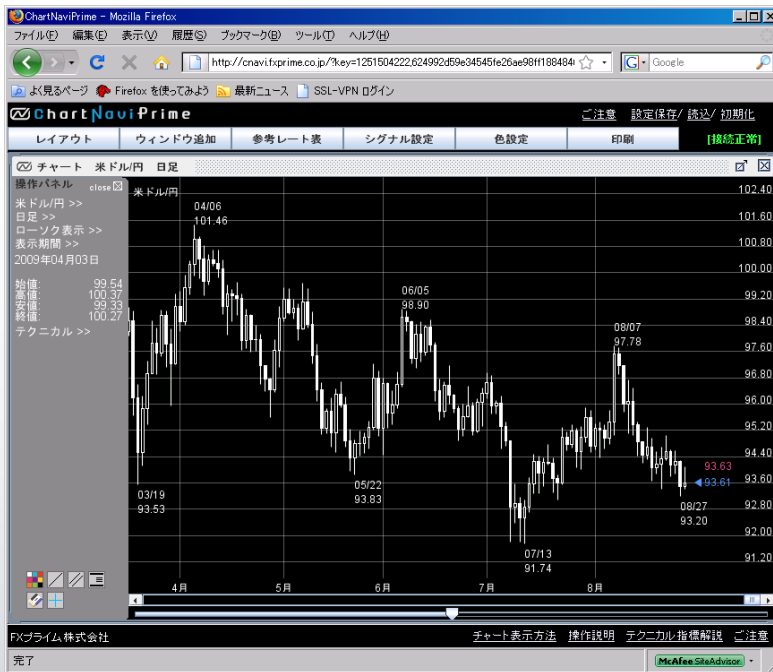 ChartNaviPrime - Mozilla Firefox
ファイル(F) 編集(E) 表示(V) 履歴(S) ブックマーク(B) ツール(T) ヘルプ(H)
http://cnavi.fxprime.co.jp/?key=1251504222,624992d59e34545fe26ae98ff188484
G Google
よく見るページ Firefox を使ってみよう 最新ニュース SSL-VPN ログイン
ChartNaviPrime
ご注意 設定保存/ 読込/ 初期化
レイアウト ウィンドウ追加 参考レート表 シグナル設定 色設定 印刷 [接続正常]
チャート 米ドル/円 日足
操作パネル close
米ドル/円 >>
日足 >>
ローソク表示 >>
表示期間 >>
2009年04月03日
始値: 99.54
高値: 100.37
安値: 99.33
終値: 100.27
テクニカル >>
米ドル/円
04/06
101.46
06/05
98.90
08/07
97.78
03/19
93.53
05/22
93.83
07/13
91.74
08/27
93.20
93.63
93.61
102.40
101.60
100.80
100.00
99.20
98.40
97.60
96.80
96.00
95.20
94.40
93.60
92.80
92.00
91.20
4月 5月 6月 7月 8月
FXプライム株式会社
チャート表示方法 操作説明 テクニカル指標解説 ご注意
完了
McAfee SiteAdvisor